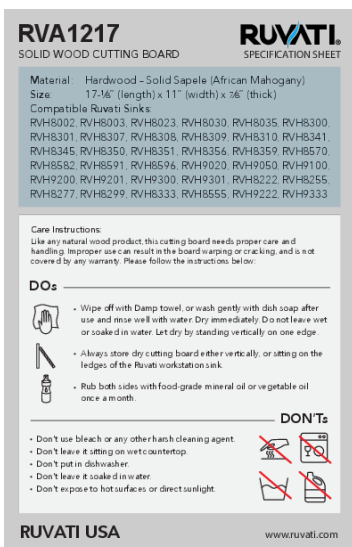 RVA1217
SOLID WOOD CUTTING BOARD
RUVATI
SPECIFICATION SHEET
Material: Hardwood – Solid Sapele (African Mahogany)
Size: 17-⅛" (length) x 11" (width) x ⅞" (thick)
Compatible Ruvati Sinks:
RVH8002, RVH8003, RVH8023, RVH8030, RVH8035, RVH8300,
RVH8301, RVH8307, RVH8308, RVH8309, RVH8310, RVH8341,
RVH8345, RVH8350, RVH8351, RVH8356, RVH8359, RVH8570,
RVH8582, RVH8591, RVH8596, RVH9020, RVH9050, RVH9100,
RVH9200, RVH9201, RVH9300, RVH9301, RVH8222, RVH8255,
RVH8277, RVH8299, RVH8333, RVH8555, RVH9222, RVH9333
Care Instructions:
Like any natural wood product, this cutting board needs proper care and
handling. Improper use can result in the board warping or cracking, and is not
covered by any warranty. Please follow the instructions below:
DOs
• Wipe off with Damp towel, or wash gently with dish soap after
use and rinse well with water. Dry immediately. Do not leave wet
or soaked in water. Let dry by standing vertically on one edge.
• Always store dry cutting board either vertically, or sitting on the
ledges of the Ruvati workstation sink
• Rub both sides with food-grade mineral oil or vegetable oil
once a month.
DON'Ts
• Don't use bleach or any other harsh cleaning agent.
• Don't leave it sitting on wet countertop.
• Don't put in dishwasher.
• Don't leave it soaked in water.
• Don't expose to hot surfaces or direct sunlight.
RUVATI USA
www.ruvati.com